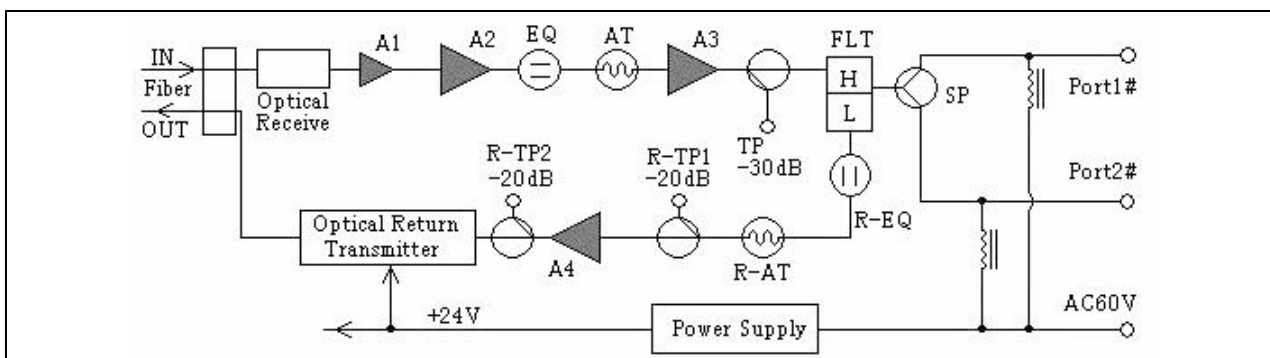 IN
Fiber
OUT
Optical
Receive
A1
A2
EQ
AT
A3
TP
-30dB
FLT
H
L
SP
Port1#
Port2#
R-TP2
-20dB
R-TP1
-20dB
R-EQ
R-AT
A4
Optical Return
Transmitter
+24V
Power Supply
AC60V